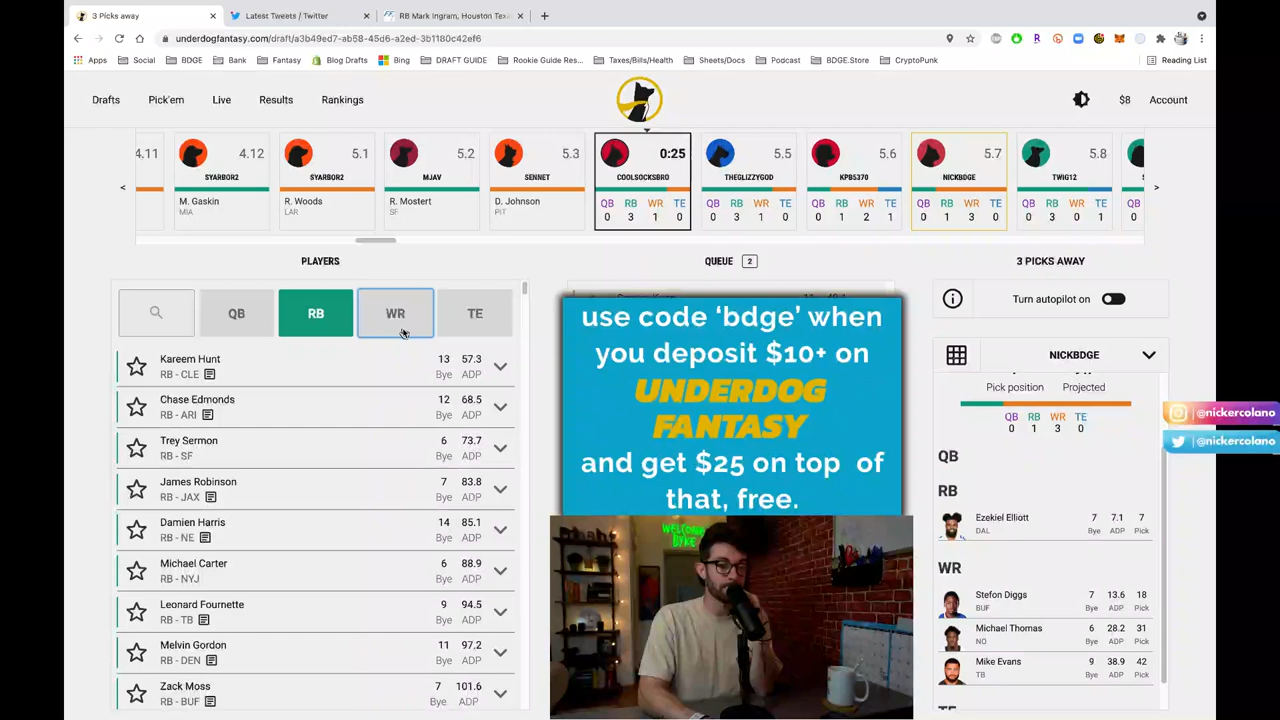 3 Picks away
Latest Tweets / Twitter
RB Mark Ingram, Houston Texa
underdogfantasy.com/draft/a3b49ed7-ab58-45d6-a2ed-3b1180c42ef6
Apps Social BDGE Bank Fantasy Blog Drafts Bing DRAFT GUIDE Rookie Guide Res... Taxes/Bills/Health Sheets/Docs Podcast BDGE.Store CryptoPunk Reading List
Drafts Pick'em Live Results Rankings $8 Account
4.11 4.12 5.1 5.2 5.3 0:25 5.5 5.6 5.7 5.8
SYARBOR2 SYARBOR2 MJAV SENNET COOLSOCKSBRO THEGLIZZYGOD KPB5370 NICKBDGE TWIG12
M. Gaskin R. Woods R. Mostert D. Johnson QB RB WR TE QB RB WR TE QB RB WR TE QB RB WR TE QB RB WR TE
MIA LAR SF PIT 0 3 1 0 0 3 1 0 0 1 2 1 0 1 3 0 0 3 0 1
PLAYERS
QUEUE 2
3 PICKS AWAY
QB RB WR TE
Kareem Hunt 13 57.3
RB - CLE Bye ADP
Chase Edmonds 12 68.5
RB - ARI Bye ADP
Trey Sermon 6 73.7
RB - SF Bye ADP
James Robinson 7 83.8
RB - JAX Bye ADP
Damien Harris 14 85.1
RB - NE Bye ADP
Michael Carter 6 88.9
RB - NYJ Bye ADP
Leonard Fournette 9 94.5
RB - TB Bye ADP
Melvin Gordon 11 97.2
RB - DEN Bye ADP
Zack Moss 7 101.6
RB - BUF Bye ADP
use code 'bdge' when
you deposit $10+ on
UNDERDOG
FANTASY
and get $25 on top of
that, free.
WELCOME
Turn autopilot on
NICKBDGE
Pick position Projected
QB RB WR TE
0 1 3 0
QB
RB
Ezekiel Elliott 7 7.1 7
DAL Bye ADP Pick
WR
Stefon Diggs 7 13.6 18
BUF Bye ADP Pick
Michael Thomas 6 28.2 31
NO Bye ADP Pick
Mike Evans 9 38.9 42
TB Bye ADP Pick
TE
@nickercolano
@nickercolano